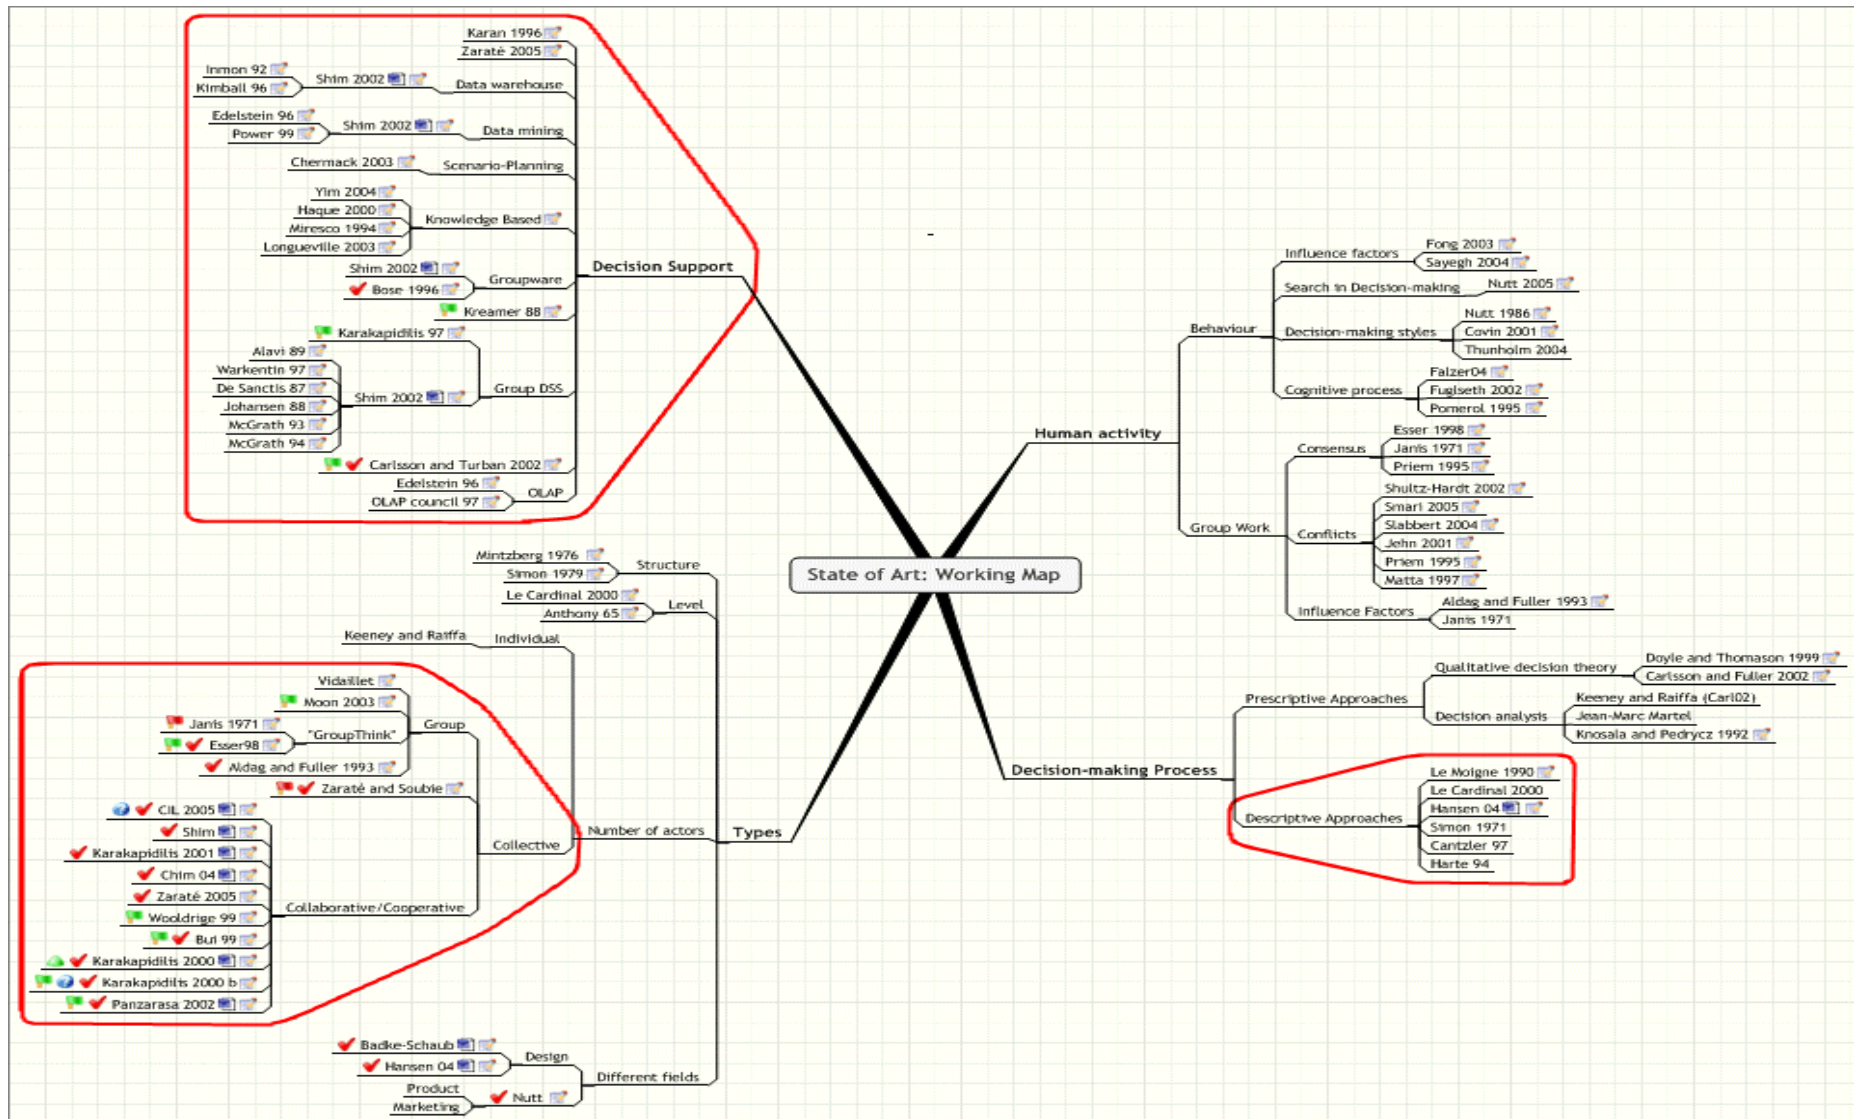 Karan 1996
Zaraté 2005
Inmon 92
Kimball 96
Shim 2002
Data warehouse
Edelstein 96
Power 99
Shim 2002
Data mining
Chermack 2003
Scenario-Planning
Yim 2004
Haque 2000
Miresco 1994
Longueville 2003
Knowledge Based
Shim 2002
Bose 1996
Groupware
Kreamer 88
Karakapidilis 97
Alavi 89
Warkentin 97
De Sanctis 87
Johansen 88
McGrath 93
McGrath 94
Shim 2002
Group DSS
Carlsson and Turban 2002
Edelstein 96
OLAP council 97
OLAP
Decision Support
-
State of Art: Working Map
Human activity
Behaviour
Influence factors
Fong 2003
Sayegh 2004
Search in Decision-making
Nutt 2005
Decision-making styles
Nutt 1986
Covin 2001
Thunholm 2004
Cognitive process
Falzer04
Fuglseth 2002
Pomerol 1995
Group Work
Consensus
Esser 1998
Janis 1971
Priem 1995
Conflicts
Shultz-Hardt 2002
Smari 2005
Slabbert 2004
Jehn 2001
Priem 1995
Matta 1997
Influence Factors
Aldag and Fuller 1993
Janis 1971
Mintzberg 1976
Simon 1979
Structure
Le Cardinal 2000
Anthony 65
Level
Keeney and Raiffa
Individual
Vidaillet
Moon 2003
Janis 1971
Esser98
"GroupThink"
Aldag and Fuller 1993
Group
Zaraté and Soubie
CIL 2005
Shim
Karakapidilis 2001
Chim 04
Zaraté 2005
Wooldrige 99
Bui 99
Karakapidilis 2000
Karakapidilis 2000 b
Panzarasa 2002
Collaborative/Cooperative
Collective
Number of actors
Types
Badke-Schaub
Hansen 04
Design
Product
Marketing
Nutt
Different fields
Decision-making Process
Prescriptive Approaches
Qualitative decision theory
Doyle and Thomason 1999
Carlsson and Fuller 2002
Decision analysis
Keeney and Raiffa (Carl02)
Jean-Marc Martel
Knosala and Pedrycz 1992
Descriptive Approaches
Le Moigne 1990
Le Cardinal 2000
Hansen 04
Simon 1971
Cantzler 97
Harte 94